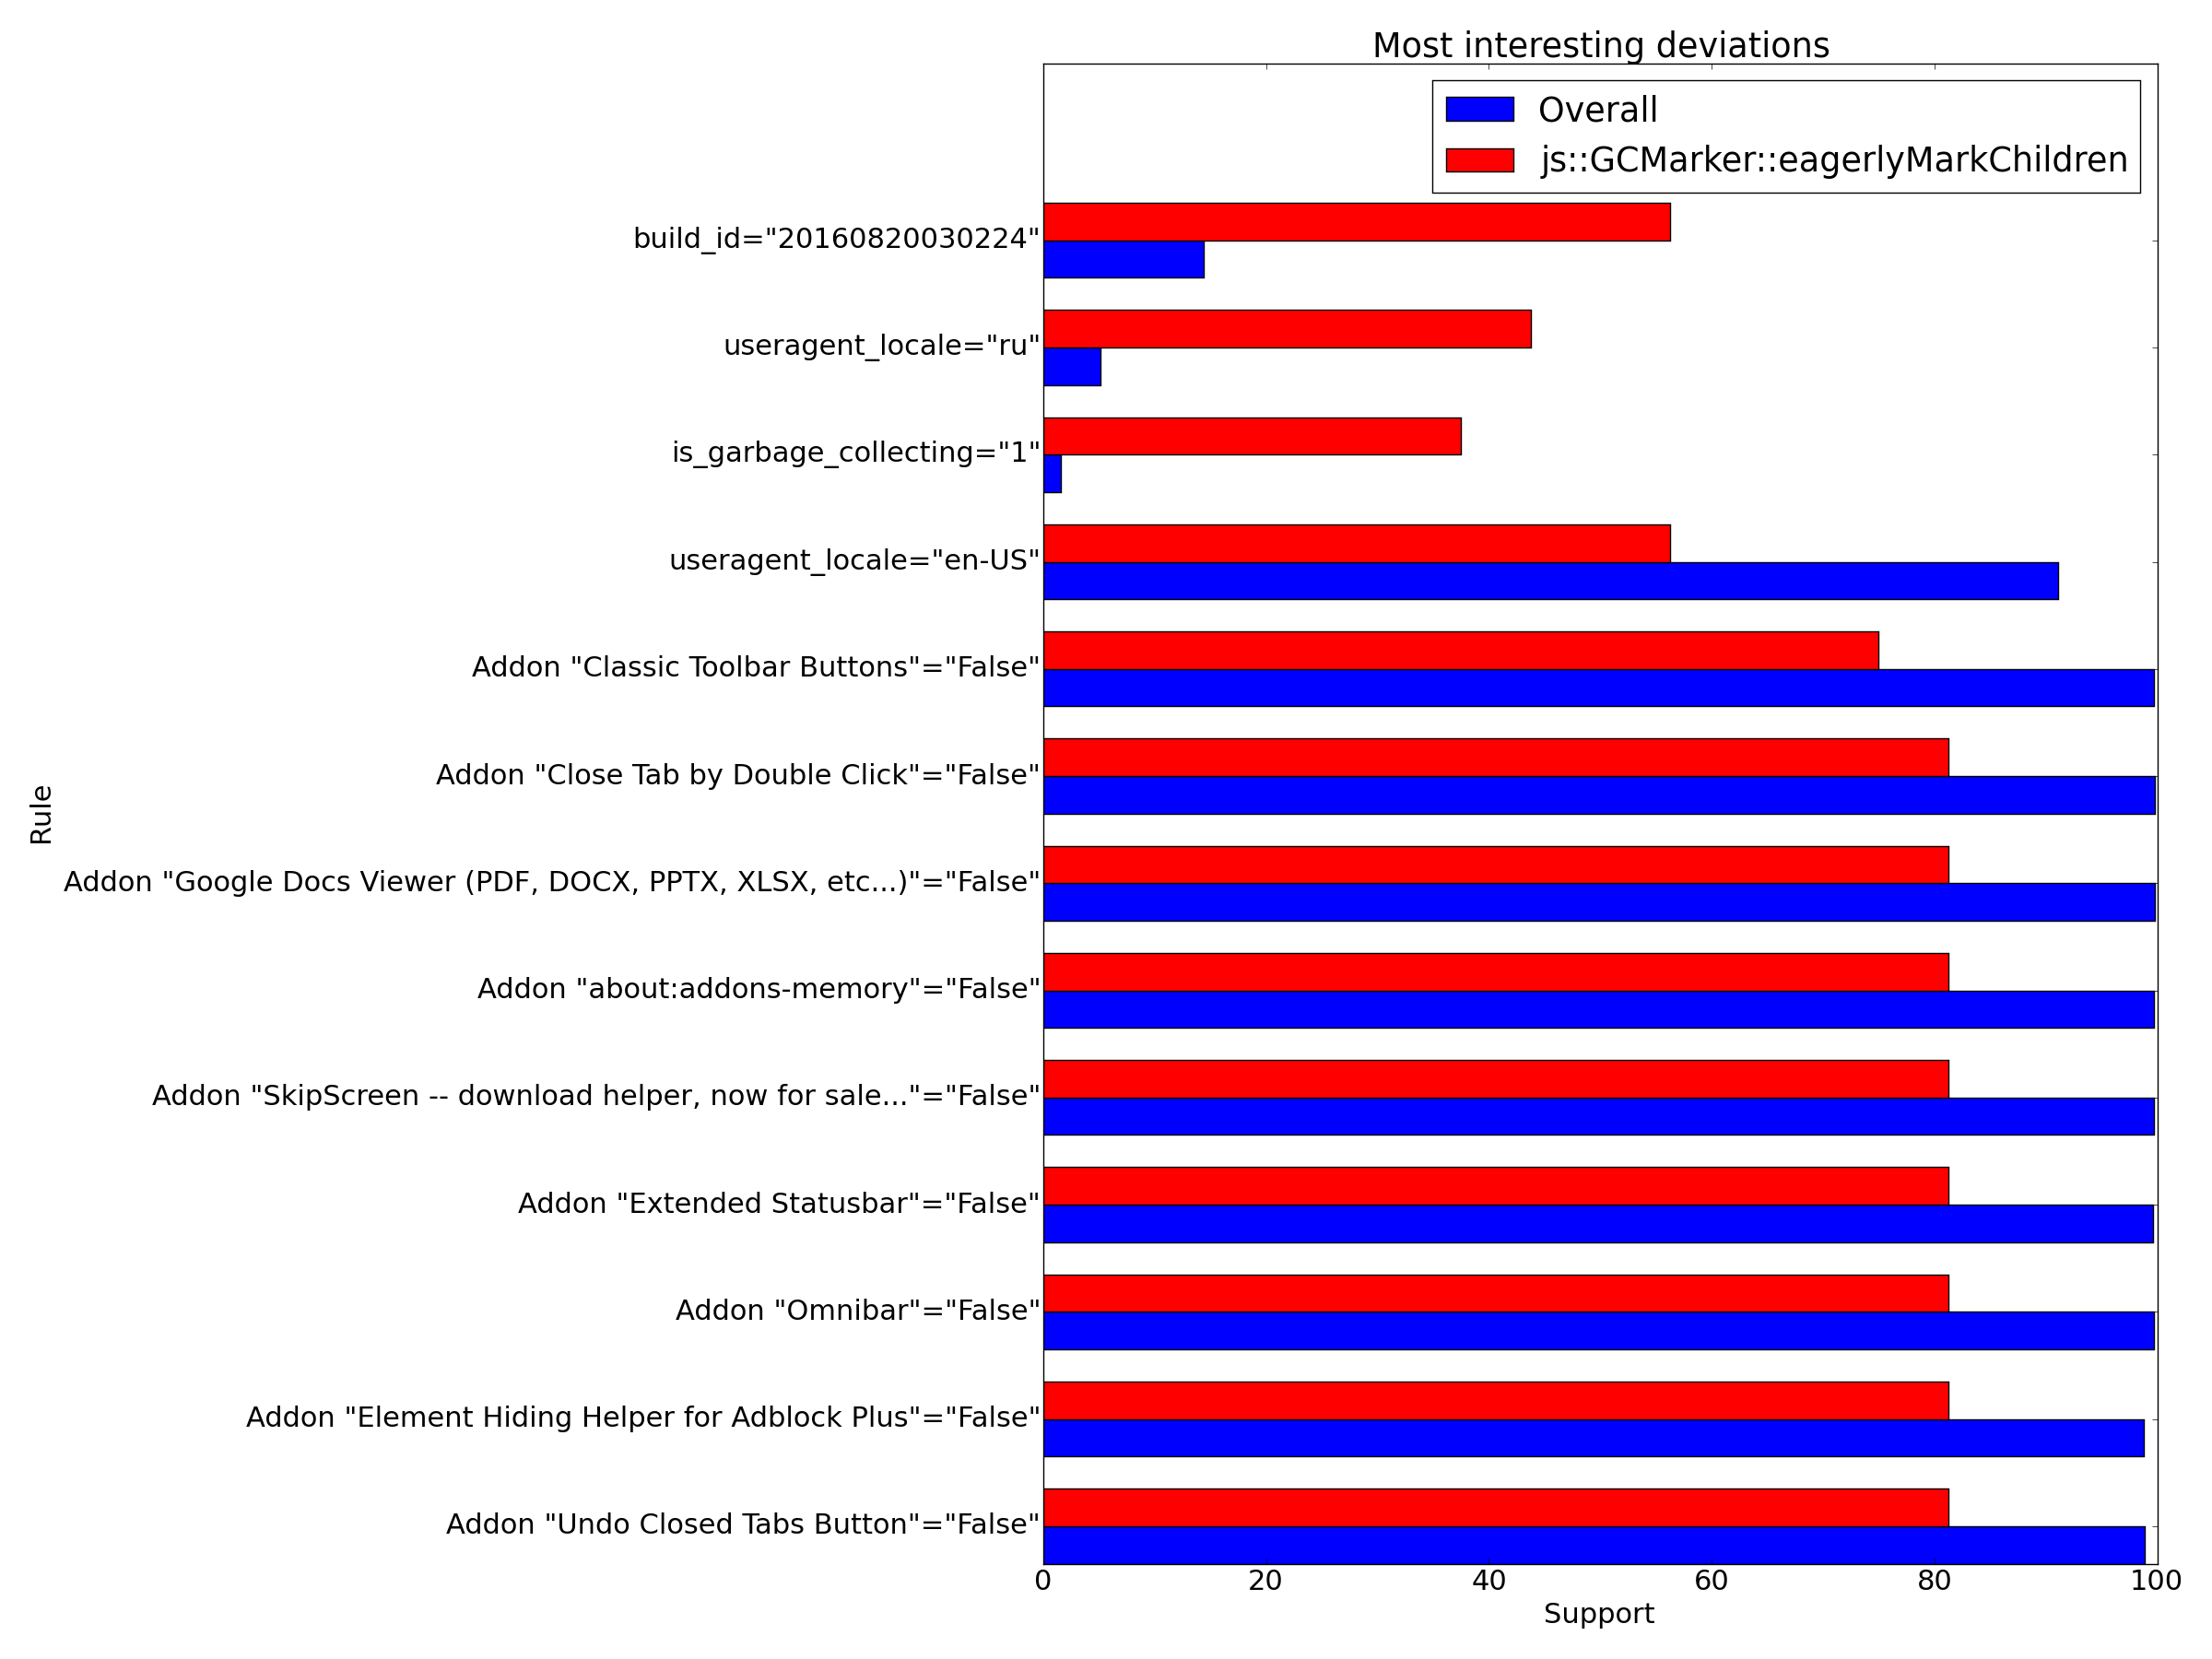 Most interesting deviations
Overall
js::GCMarker::eagerlyMarkChildren
build_id="20160820030224"
useragent_locale="ru"
is_garbage_collecting="1"
useragent_locale="en-US"
Addon "Classic Toolbar Buttons"="False"
Addon "Close Tab by Double Click"="False"
Addon "Google Docs Viewer (PDF, DOCX, PPTX, XLSX, etc...)"="False"
Addon "about:addons-memory"="False"
Addon "SkipScreen -- download helper, now for sale..."="False"
Addon "Extended Statusbar"="False"
Addon "Omnibar"="False"
Addon "Element Hiding Helper for Adblock Plus"="False"
Addon "Undo Closed Tabs Button"="False"
Rule
0 20 40 60 80 100
Support